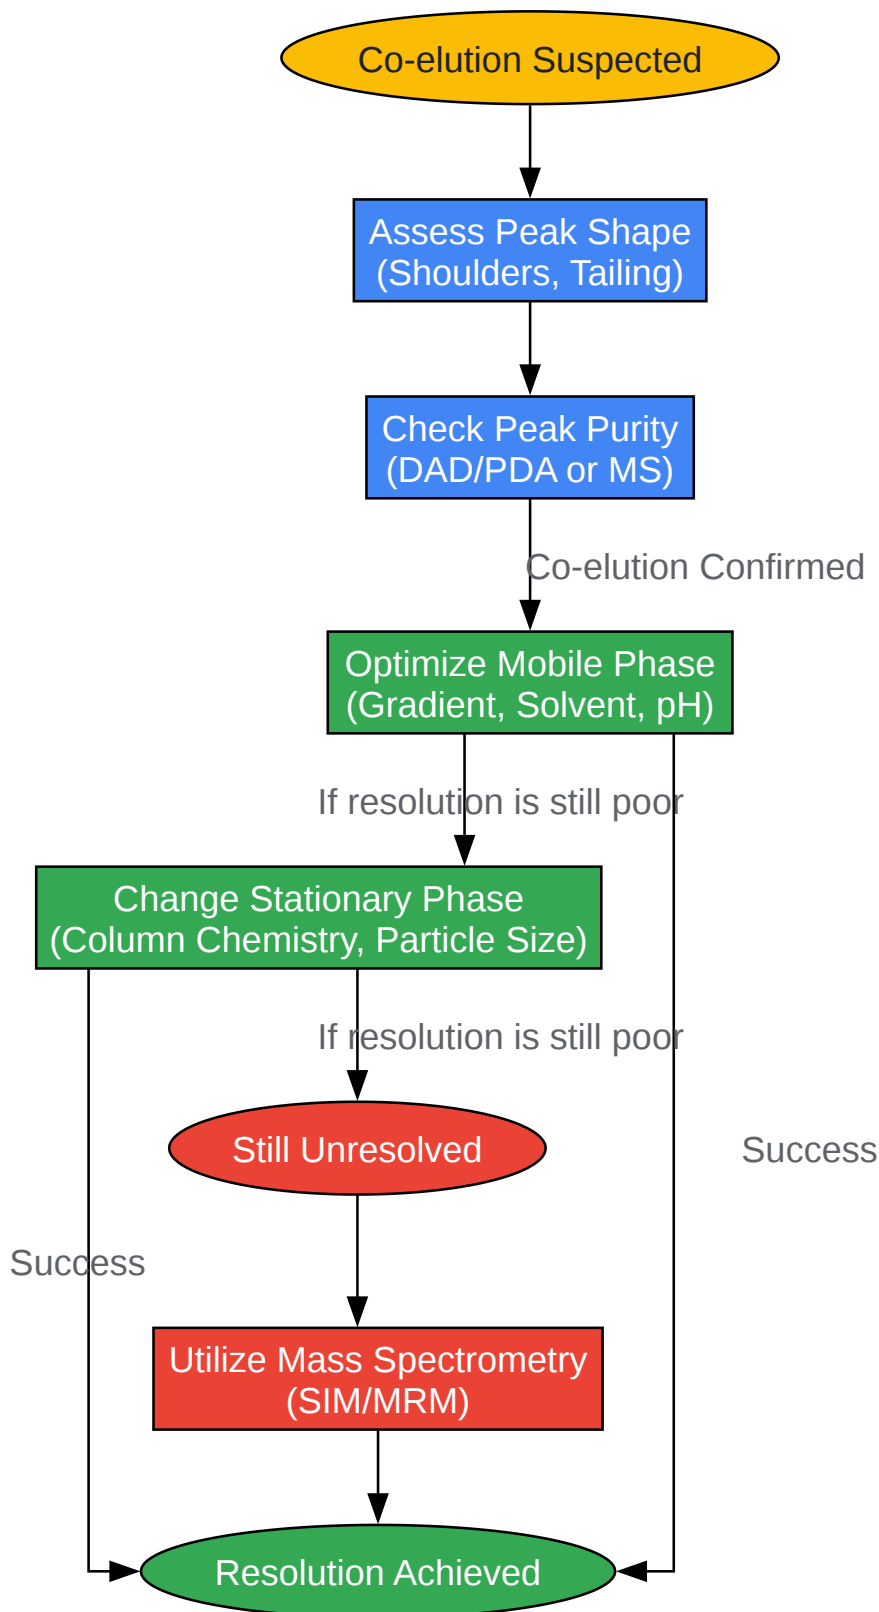 Co-elution Suspected
Assess Peak Shape
(Shoulders, Tailing)
Check Peak Purity
(DAD/PDA or MS)
Co-elution Confirmed
Optimize Mobile Phase
(Gradient, Solvent, pH)
If resolution is still poor
Change Stationary Phase
(Column Chemistry, Particle Size)
If resolution is still poor
Still Unresolved
Success
Success
Utilize Mass Spectrometry
(SIM/MRM)
Resolution Achieved